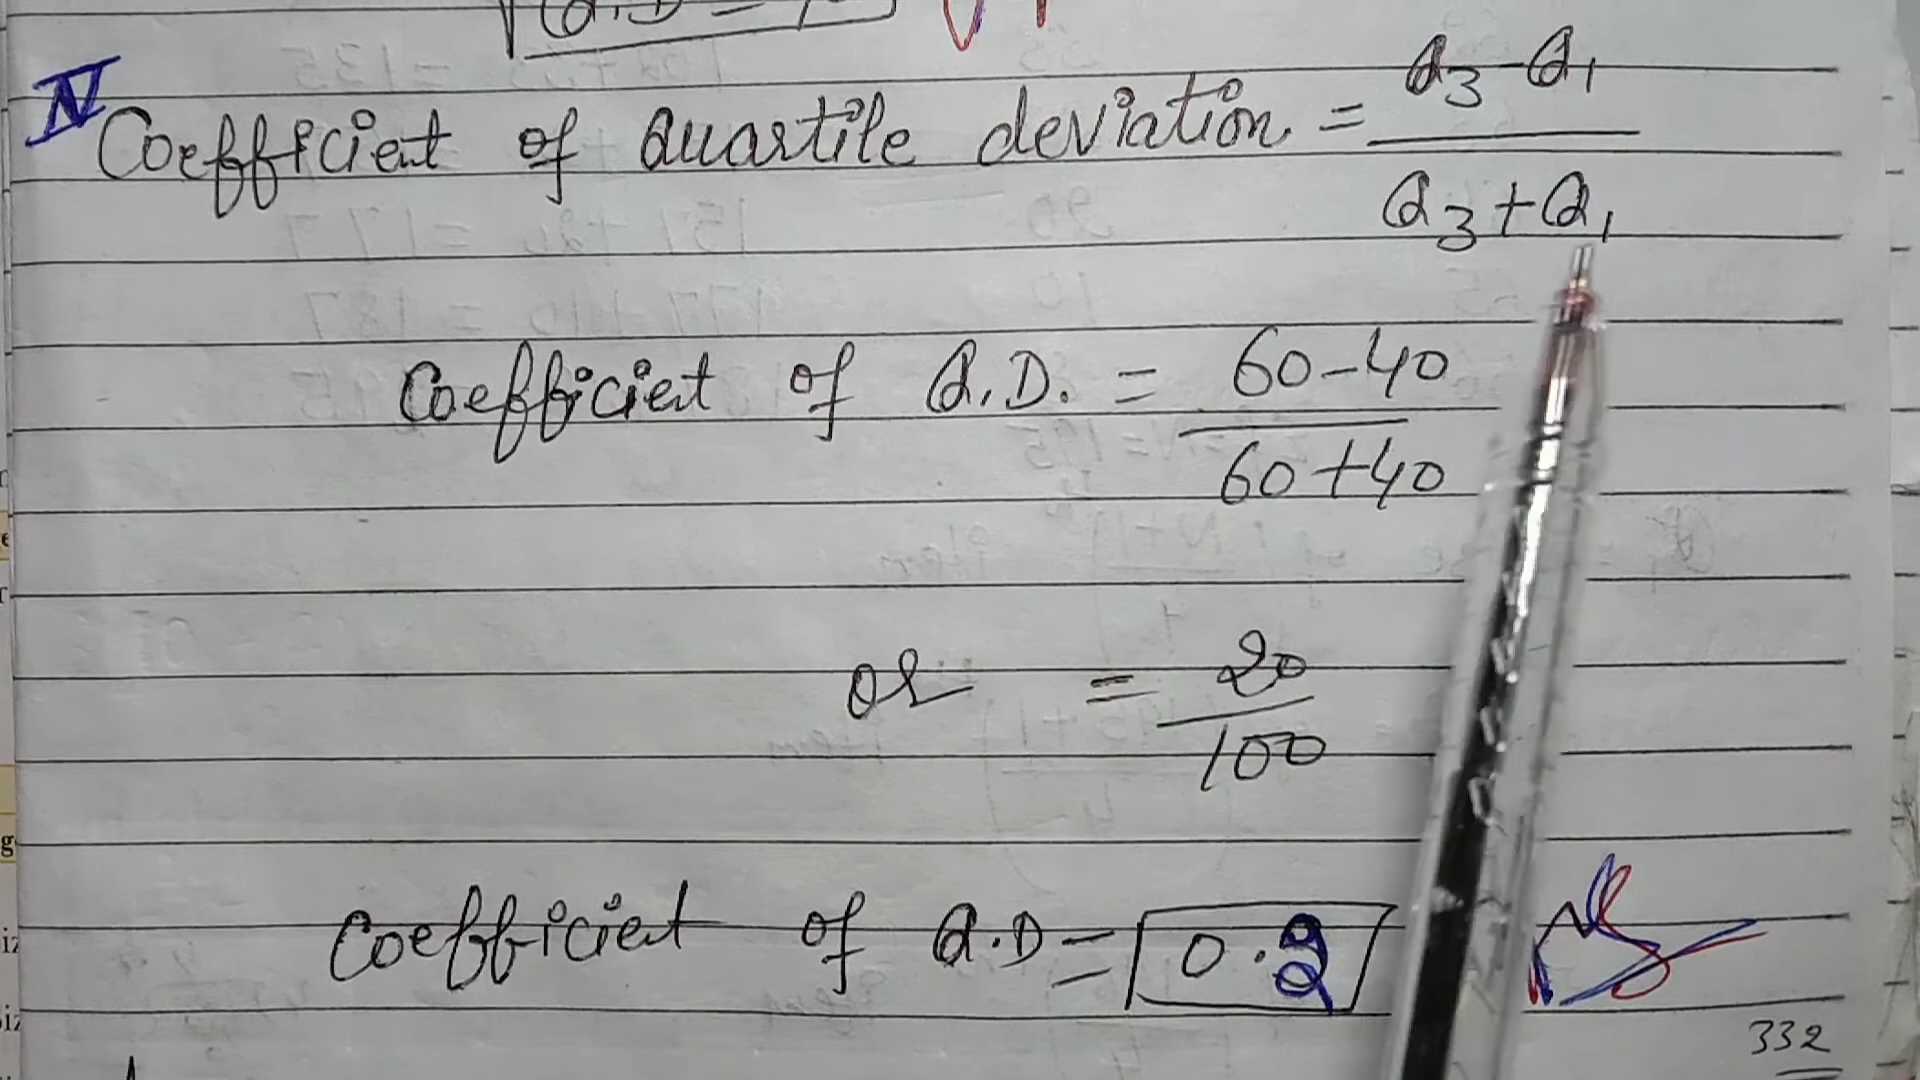 IV Coefficient of Quartile deviation = Q3 - Q1
Q3 + Q1
Coefficiet of Q.D. = 60 - 40
60 + 40
or = 20
100
Coefficient of Q.D = 0.2
332